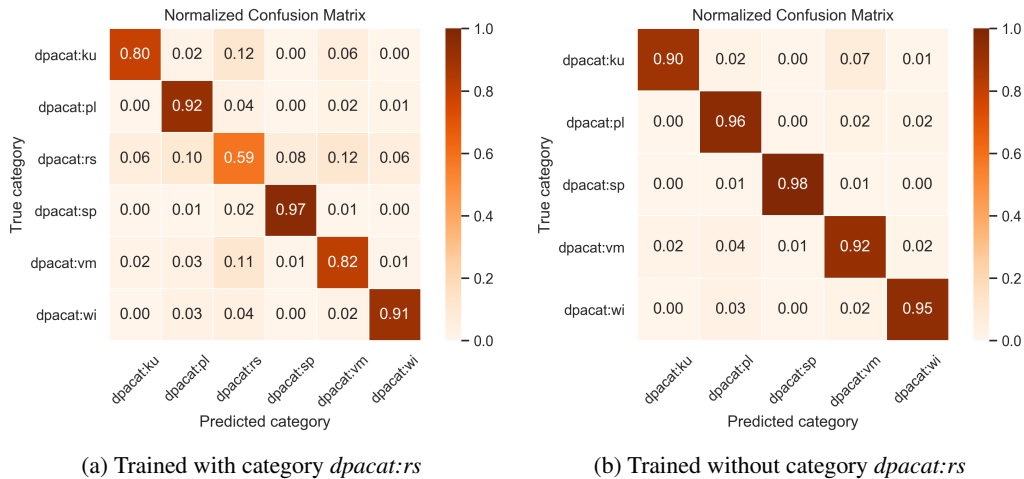 Normalized Confusion Matrix
dpacat:ku 0.80 0.02 0.12 0.00 0.06 0.00
dpacat:pl 0.00 0.92 0.04 0.00 0.02 0.01
dpacat:rs 0.06 0.10 0.59 0.08 0.12 0.06
dpacat:sp 0.00 0.01 0.02 0.97 0.01 0.00
dpacat:vm 0.02 0.03 0.11 0.01 0.82 0.01
dpacat:wi 0.00 0.03 0.04 0.00 0.02 0.91
True category
dpacat:ku dpacat:pl dpacat:rs dpacat:sp dpacat:vm dpacat:wi
Predicted category
1.0
0.8
0.6
0.4
0.2
0.0
(a) Trained with category dpacat:rs
Normalized Confusion Matrix
dpacat:ku 0.90 0.02 0.00 0.07 0.01
dpacat:pl 0.00 0.96 0.00 0.02 0.02
dpacat:sp 0.00 0.01 0.98 0.01 0.00
dpacat:vm 0.02 0.04 0.01 0.92 0.02
dpacat:wi 0.00 0.03 0.00 0.02 0.95
True category
dpacat:ku dpacat:pl dpacat:sp dpacat:vm dpacat:wi
Predicted category
1.0
0.8
0.6
0.4
0.2
0.0
(b) Trained without category dpacat:rs